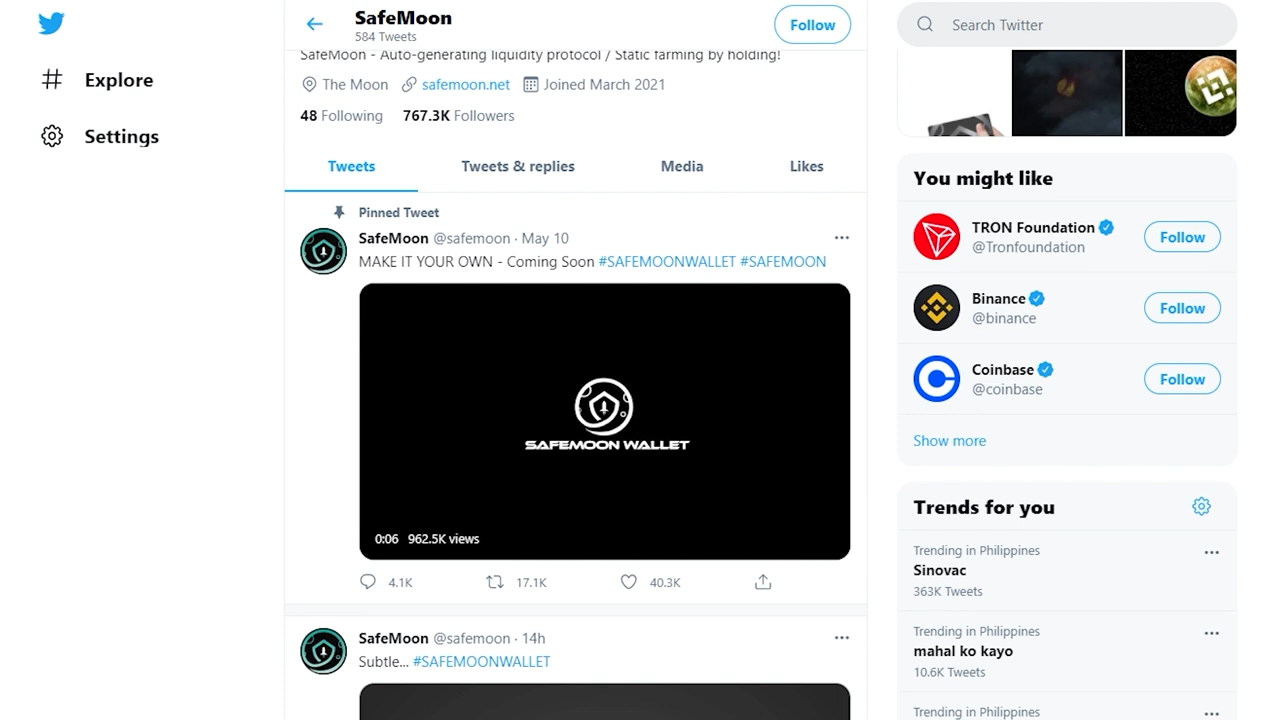 SafeMoon
584 Tweets
Follow
SafeMoon - Auto-generating liquidity protocol / Static farming by holding!
The Moon safemoon.net Joined March 2021
48 Following 767.3K Followers
Tweets Tweets & replies Media Likes
Pinned Tweet
SafeMoon @safemoon · May 10
MAKE IT YOUR OWN - Coming Soon #SAFEMOONWALLET #SAFEMOON
SAFEMOON WALLET
0:06 962.5K views
4.1K 17.1K 40.3K
SafeMoon @safemoon · 14h
Subtle... #SAFEMOONWALLET
Explore
Settings
Search Twitter
You might like
TRON Foundation
@Tronfoundation
Follow
Binance
@binance
Follow
Coinbase
@coinbase
Follow
Show more
Trends for you
Trending in Philippines
Sinovac
363K Tweets
Trending in Philippines
mahal ko kayo
10.6K Tweets
Trending in Philippines